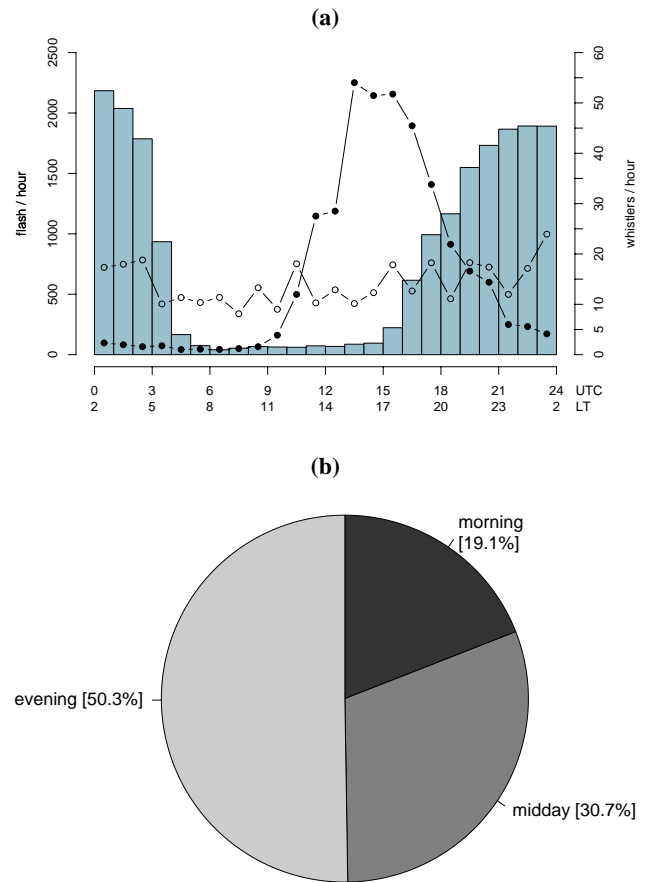 (a)
2500
2000
1500
1000
500
0
flash / hour
60
50
40
30
20
10
5
0
whistlers / hour
0 3 6 9 12 15 18 21 24 UTC
2 5 8 11 14 17 20 23 2 LT
(b)
morning
[19.1%]
evening [50.3%]
midday [30.7%]